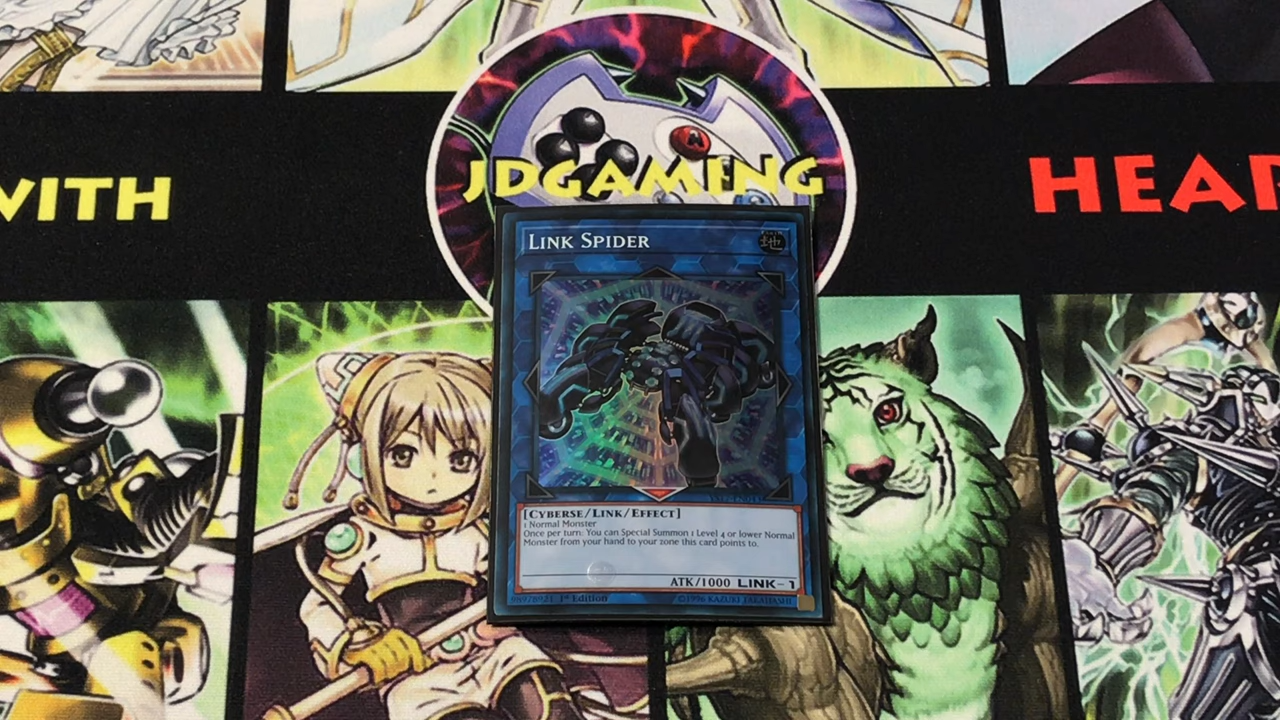 WITH
JDGAMING
HEAR
LINK SPIDER
地
[CYBERSE/LINK/EFFECT]
1 Normal Monster
Once per turn: You can Special Summon 1 Level 4 or lower Normal
Monster from your hand to your zone this card points to.
ATK/1000 LINK-1
98978921 1st Edition
©1996 KAZUKI TAKAHASHI